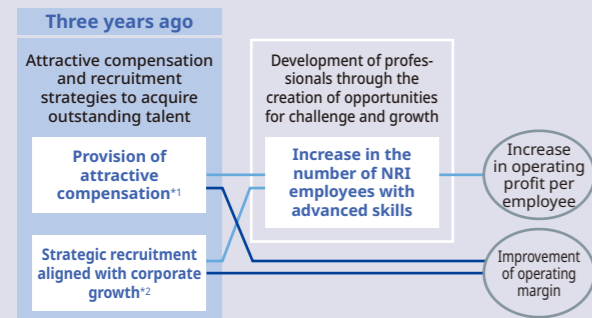 Three years ago
Attractive compensation
and recruitment
strategies to acquire
outstanding talent
Provision of
attractive
compensation*1
Strategic recruitment
aligned with corporate
growth*2
Development of profes-
sionals through the
creation of opportunities
for challenge and growth
Increase in the
number of NRI
employees with
advanced skills
Increase
in operating
profit per
employee
Improvement
of operating
margin